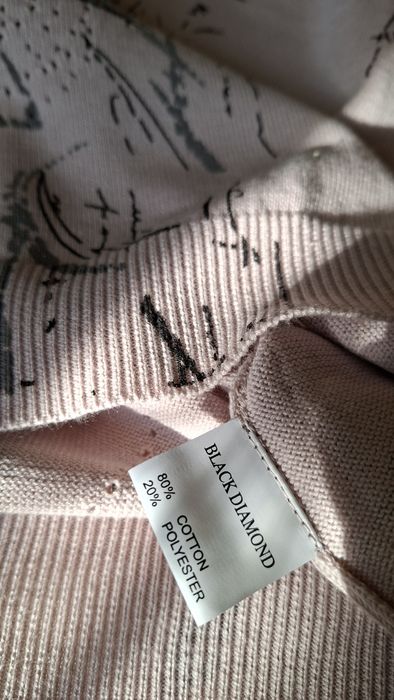 BLACK DIAMOND
80% COTTON
20% POLYESTER